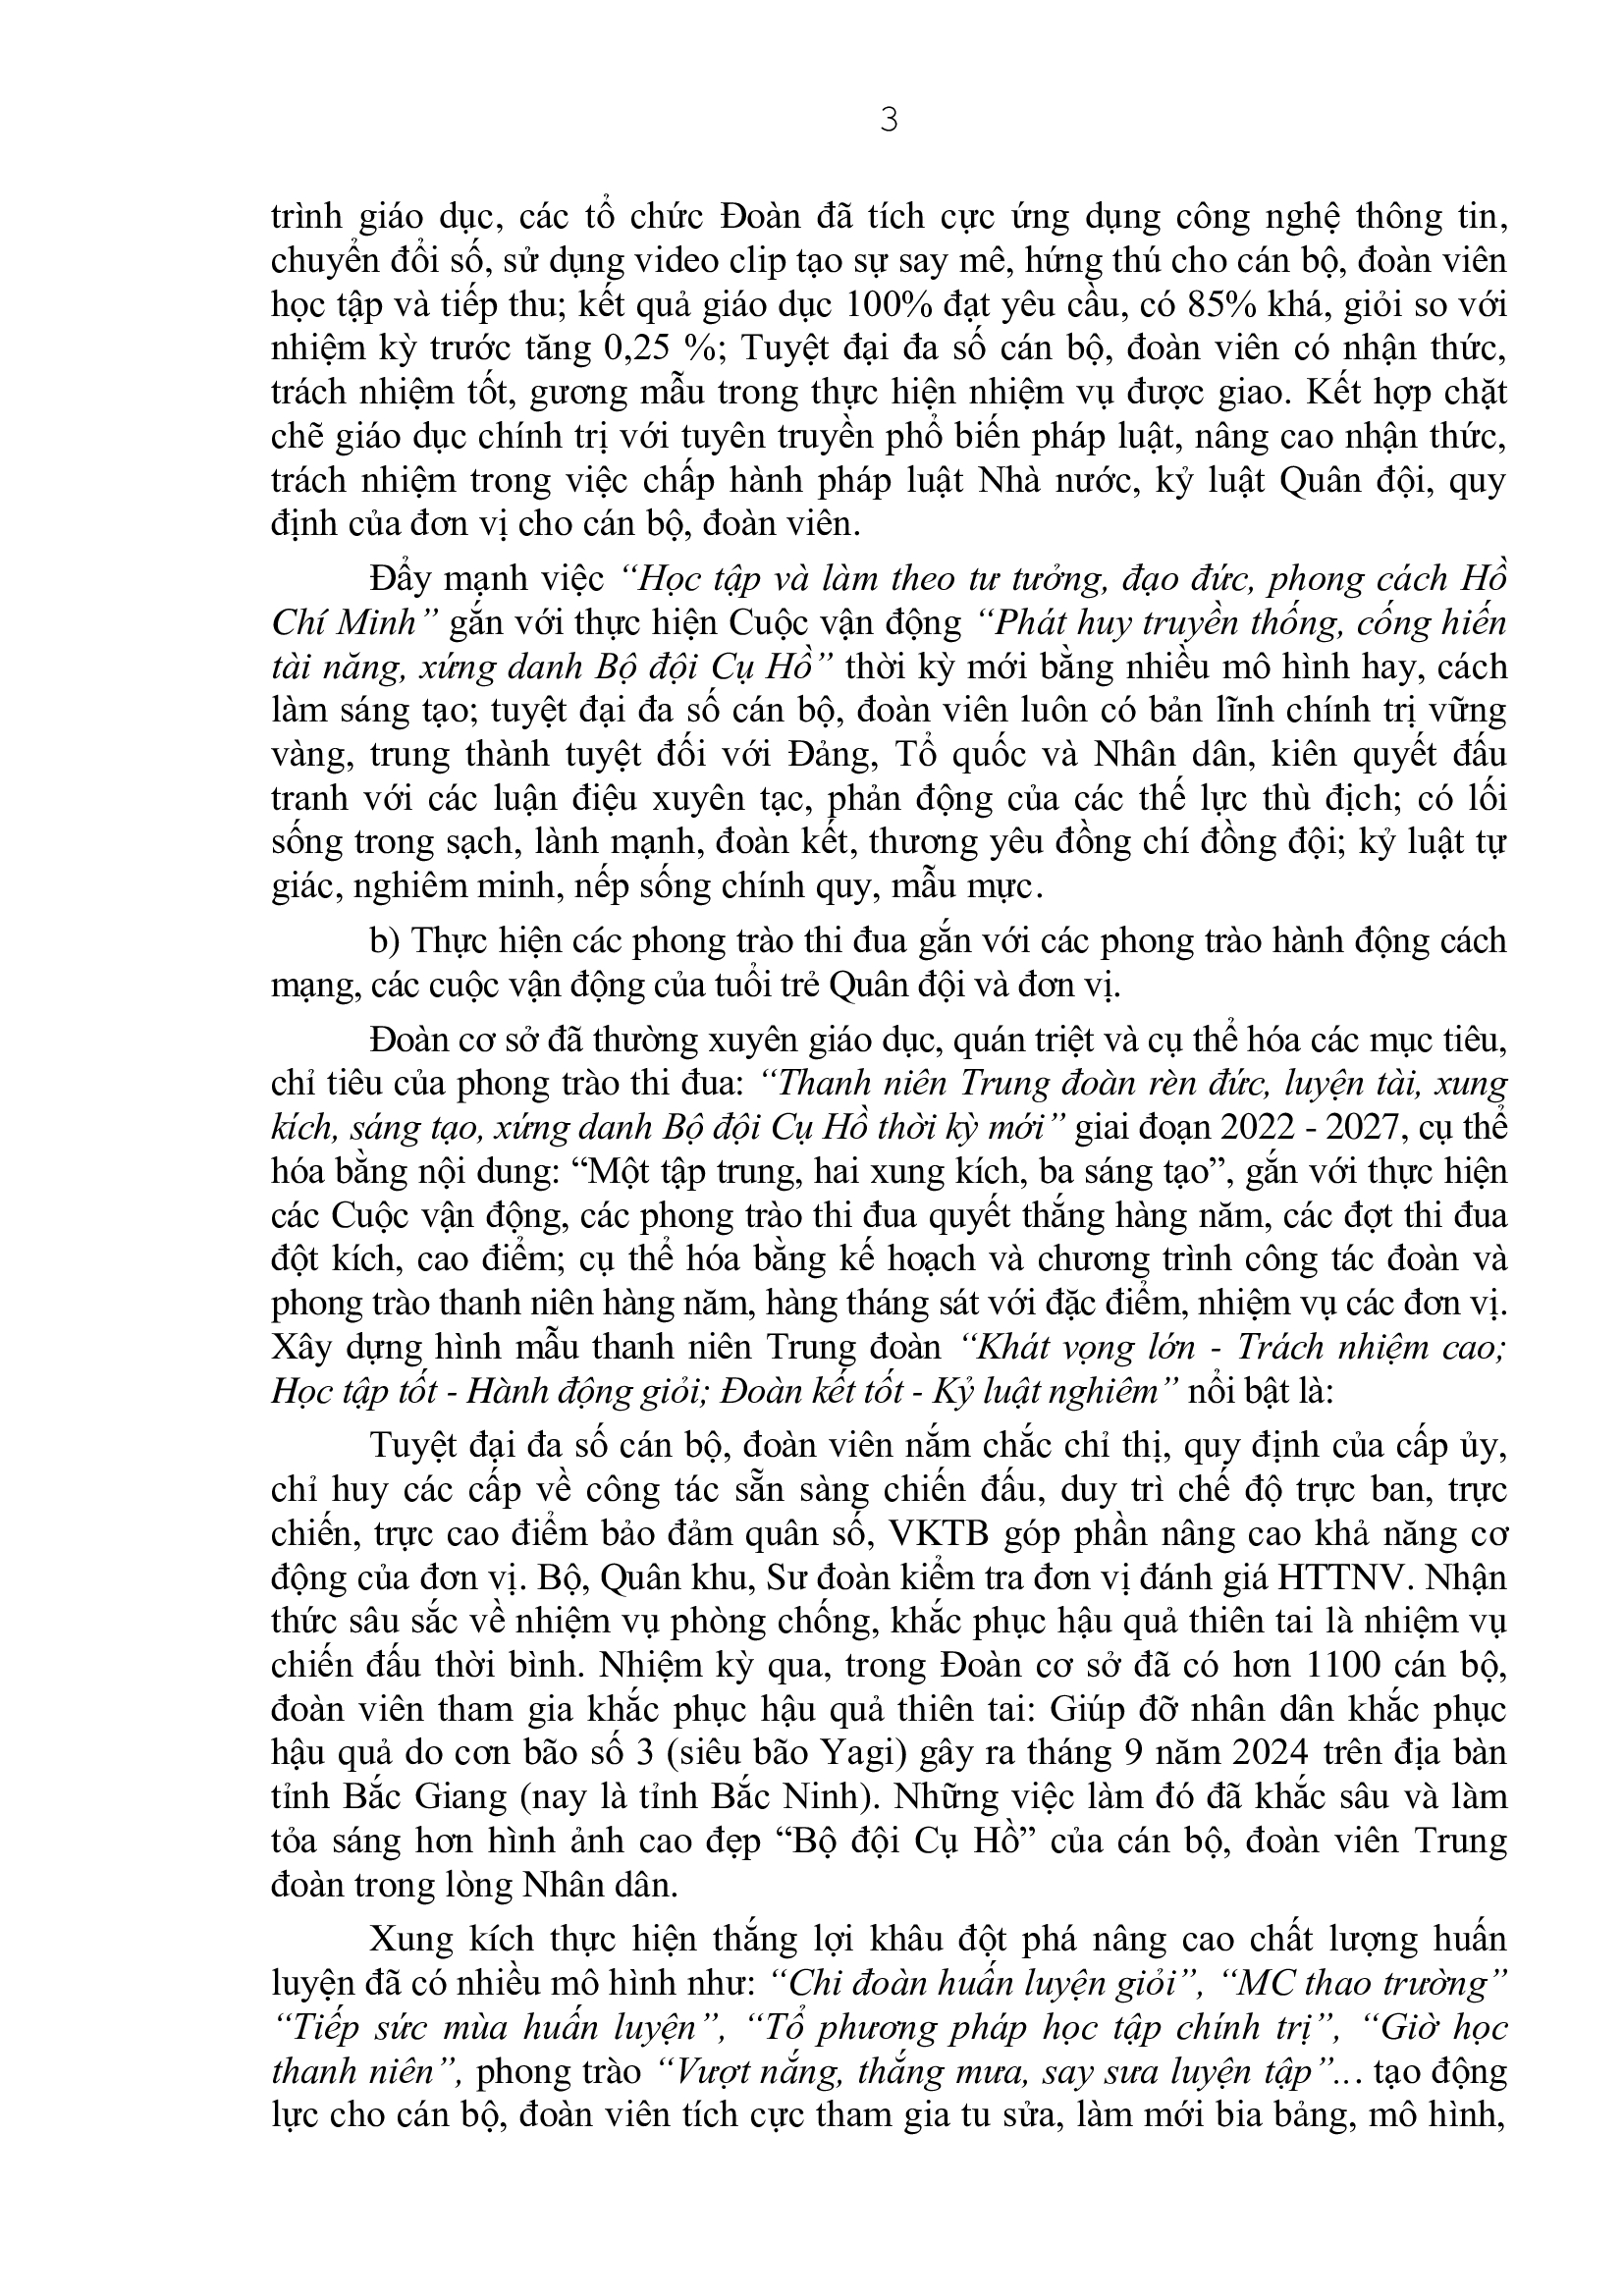 3
trình giáo dục, các tổ chức Đoàn đã tích cực ứng dụng công nghệ thông tin,
chuyển đổi số, sử dụng video clip tạo sự say mê, hứng thú cho cán bộ, đoàn viên
học tập và tiếp thu; kết quả giáo dục 100% đạt yêu cầu, có 85% khá, giỏi so với
nhiệm kỳ trước tăng 0,25 %; Tuyệt đại đa số cán bộ, đoàn viên có nhận thức,
trách nhiệm tốt, gương mẫu trong thực hiện nhiệm vụ được giao. Kết hợp chặt
chẽ giáo dục chính trị với tuyên truyền phổ biến pháp luật, nâng cao nhận thức,
trách nhiệm trong việc chấp hành pháp luật Nhà nước, kỷ luật Quân đội, quy
định của đơn vị cho cán bộ, đoàn viên.
Đẩy mạnh việc “Học tập và làm theo tư tưởng, đạo đức, phong cách Hồ
Chí Minh” gắn với thực hiện Cuộc vận động “Phát huy truyền thống, cống hiến
tài năng, xứng danh Bộ đội Cụ Hồ” thời kỳ mới bằng nhiều mô hình hay, cách
làm sáng tạo; tuyệt đại đa số cán bộ, đoàn viên luôn có bản lĩnh chính trị vững
vàng, trung thành tuyệt đối với Đảng, Tổ quốc và Nhân dân, kiên quyết đấu
tranh với các luận điệu xuyên tạc, phản động của các thế lực thù địch; có lối
sống trong sạch, lành mạnh, đoàn kết, thương yêu đồng chí đồng đội; kỷ luật tự
giác, nghiêm minh, nếp sống chính quy, mẫu mực.
b) Thực hiện các phong trào thi đua gắn với các phong trào hành động cách
mạng, các cuộc vận động của tuổi trẻ Quân đội và đơn vị.
Đoàn cơ sở đã thường xuyên giáo dục, quán triệt và cụ thể hóa các mục tiêu,
chỉ tiêu của phong trào thi đua: “Thanh niên Trung đoàn rèn đức, luyện tài, xung
kích, sáng tạo, xứng danh Bộ đội Cụ Hồ thời kỳ mới” giai đoạn 2022 - 2027, cụ thể
hóa bằng nội dung: “Một tập trung, hai xung kích, ba sáng tạo”, gắn với thực hiện
các Cuộc vận động, các phong trào thi đua quyết thắng hàng năm, các đợt thi đua
đột kích, cao điểm; cụ thể hóa bằng kế hoạch và chương trình công tác đoàn và
phong trào thanh niên hàng năm, hàng tháng sát với đặc điểm, nhiệm vụ các đơn vị.
Xây dựng hình mẫu thanh niên Trung đoàn “Khát vọng lớn - Trách nhiệm cao;
Học tập tốt - Hành động giỏi; Đoàn kết tốt - Kỷ luật nghiêm” nổi bật là:
Tuyệt đại đa số cán bộ, đoàn viên nắm chắc chỉ thị, quy định của cấp ủy,
chỉ huy các cấp về công tác sẵn sàng chiến đấu, duy trì chế độ trực ban, trực
chiến, trực cao điểm bảo đảm quân số, VKTB góp phần nâng cao khả năng cơ
động của đơn vị. Bộ, Quân khu, Sư đoàn kiểm tra đơn vị đánh giá HTTNV. Nhận
thức sâu sắc về nhiệm vụ phòng chống, khắc phục hậu quả thiên tai là nhiệm vụ
chiến đấu thời bình. Nhiệm kỳ qua, trong Đoàn cơ sở đã có hơn 1100 cán bộ,
đoàn viên tham gia khắc phục hậu quả thiên tai: Giúp đỡ nhân dân khắc phục
hậu quả do cơn bão số 3 (siêu bão Yagi) gây ra tháng 9 năm 2024 trên địa bàn
tỉnh Bắc Giang (nay là tỉnh Bắc Ninh). Những việc làm đó đã khắc sâu và làm
tỏa sáng hơn hình ảnh cao đẹp “Bộ đội Cụ Hồ” của cán bộ, đoàn viên Trung
đoàn trong lòng Nhân dân.
Xung kích thực hiện thắng lợi khâu đột phá nâng cao chất lượng huấn
luyện đã có nhiều mô hình như: “Chi đoàn huấn luyện giỏi”, “MC thao trường”
“Tiếp sức mùa huấn luyện”, “Tổ phương pháp học tập chính trị”, “Giờ học
thanh niên”, phong trào “Vượt nắng, thắng mưa, say sưa luyện tập”... tạo động
lực cho cán bộ, đoàn viên tích cực tham gia tu sửa, làm mới bia bảng, mô hình,